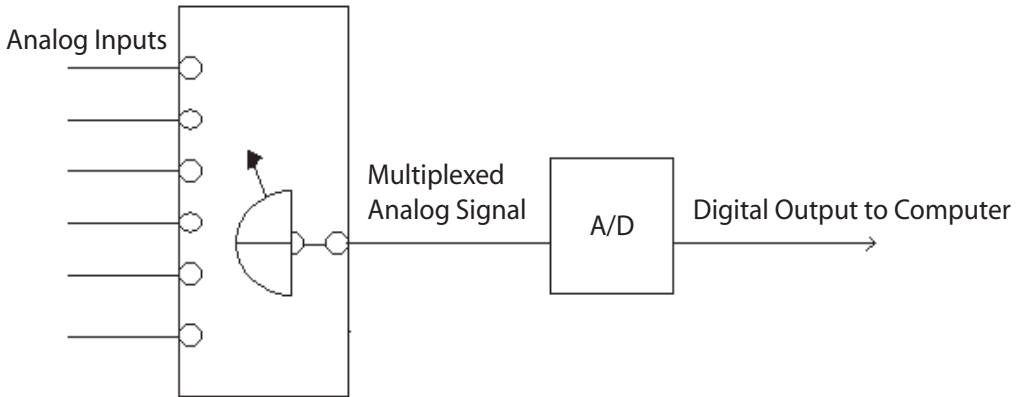 Analog Inputs
Multiplexed
Analog Signal
A/D
Digital Output to Computer